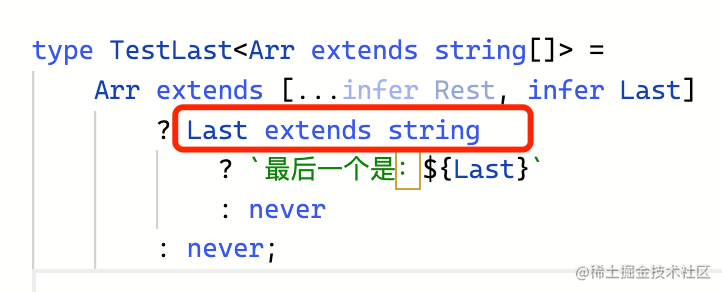 type TestLast<Arr extends string[]> =
Arr extends [...infer Rest, infer Last]
? Last extends string
? `最后一个是：${Last}`
: never
: never;
@稀土掘金技术社区